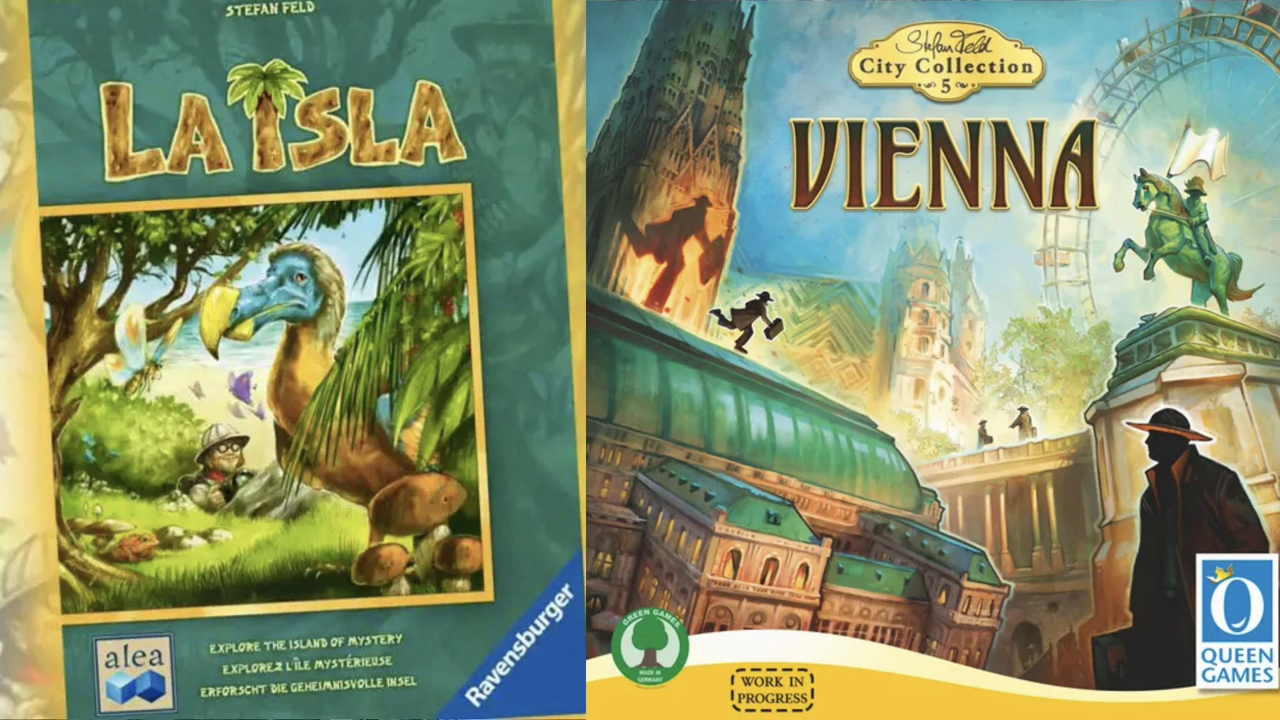 STEFAN FELD
LA ISLA
alea
EXPLORE THE ISLAND OF MYSTERY
EXPLOREZ L'ÎLE MYSTÉRIEUSE
ERFORSCHT DIE GEHEIMNISVOLLE INSEL
Ravensburger
Stefan Feld
City Collection
5
VIENNA
GREEN GAMES
MADE IN
GERMANY
WORK IN
PROGRESS
QUEEN
GAMES